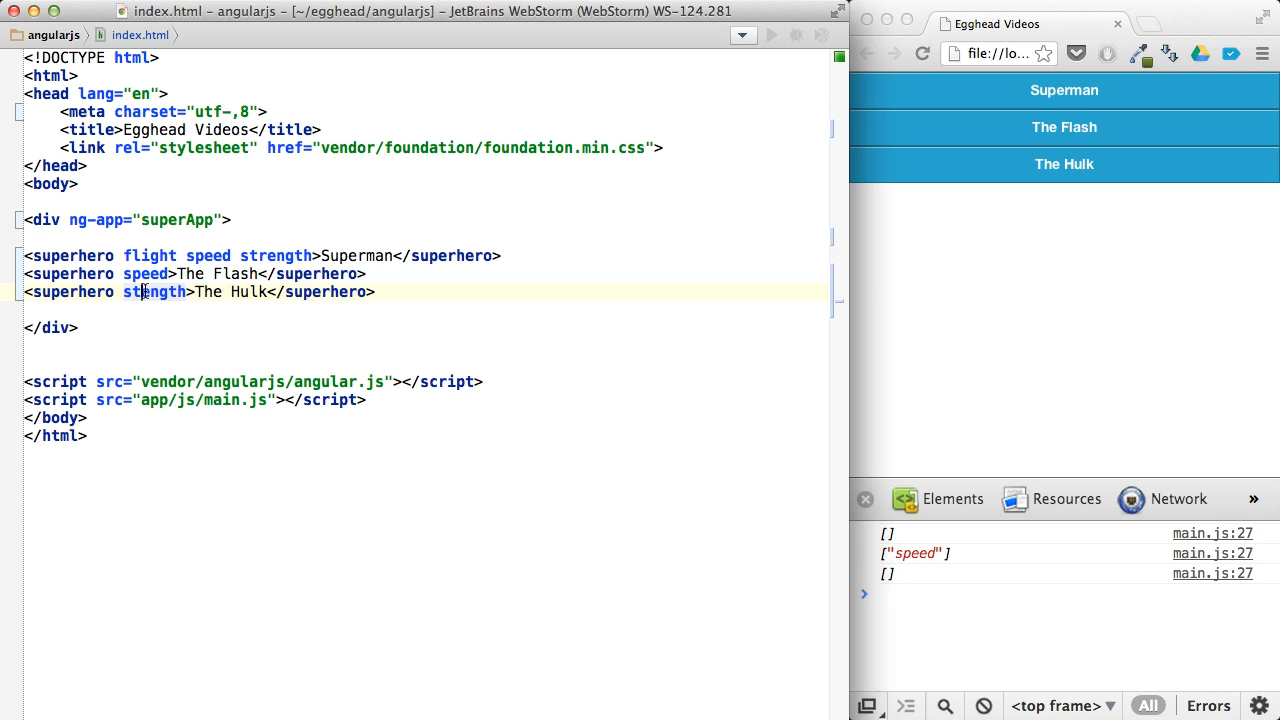 index.html – angularjs – [~/egghead/angularjs] – JetBrains WebStorm (WebStorm) WS-124.281
angularjs
index.html
<!DOCTYPE html>
<html>
<head lang="en">
<meta charset="utf-,8">
<title>Egghead Videos</title>
<link rel="stylesheet" href="vendor/foundation/foundation.min.css">
</head>
<body>
<div ng-app="superApp">
<superhero flight speed strength>Superman</superhero>
<superhero speed>The Flash</superhero>
<superhero stength>The Hulk</superhero>
</div>
<script src="vendor/angularjs/angular.js"></script>
<script src="app/js/main.js"></script>
</body>
</html>
Egghead Videos
file://lo...
Superman
The Flash
The Hulk
Elements
Resources
Network
»
[] main.js:27
["speed"] main.js:27
[] main.js:27
<top frame>
All
Errors